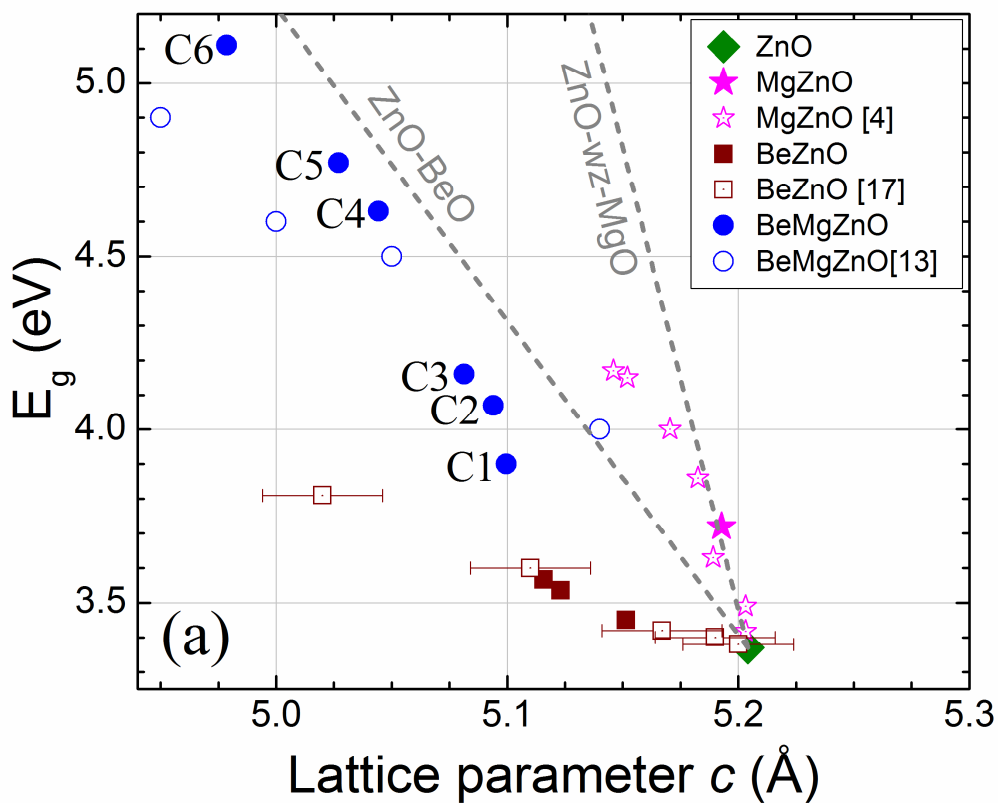 ZnO
MgZnO
MgZnO [4]
BeZnO
BeZnO [17]
BeMgZnO
BeMgZnO[13]
ZnO-BeO
ZnO-wz-MgO
C6
C5
C4
C3
C2
C1
(a)
5.0
4.5
4.0
3.5
Eg (eV)
5.0 5.1 5.2 5.3
Lattice parameter c (Å)